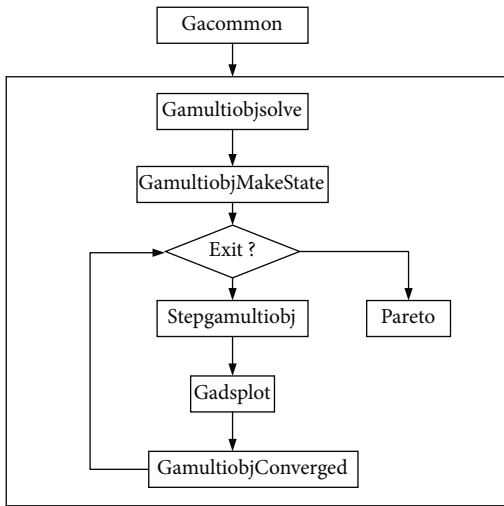 Gacommon
Gamultiobjsolve
GamultiobjMakeState
Exit ?
Stepgamultiobj
Pareto
Gadsplot
GamultiobjConverged